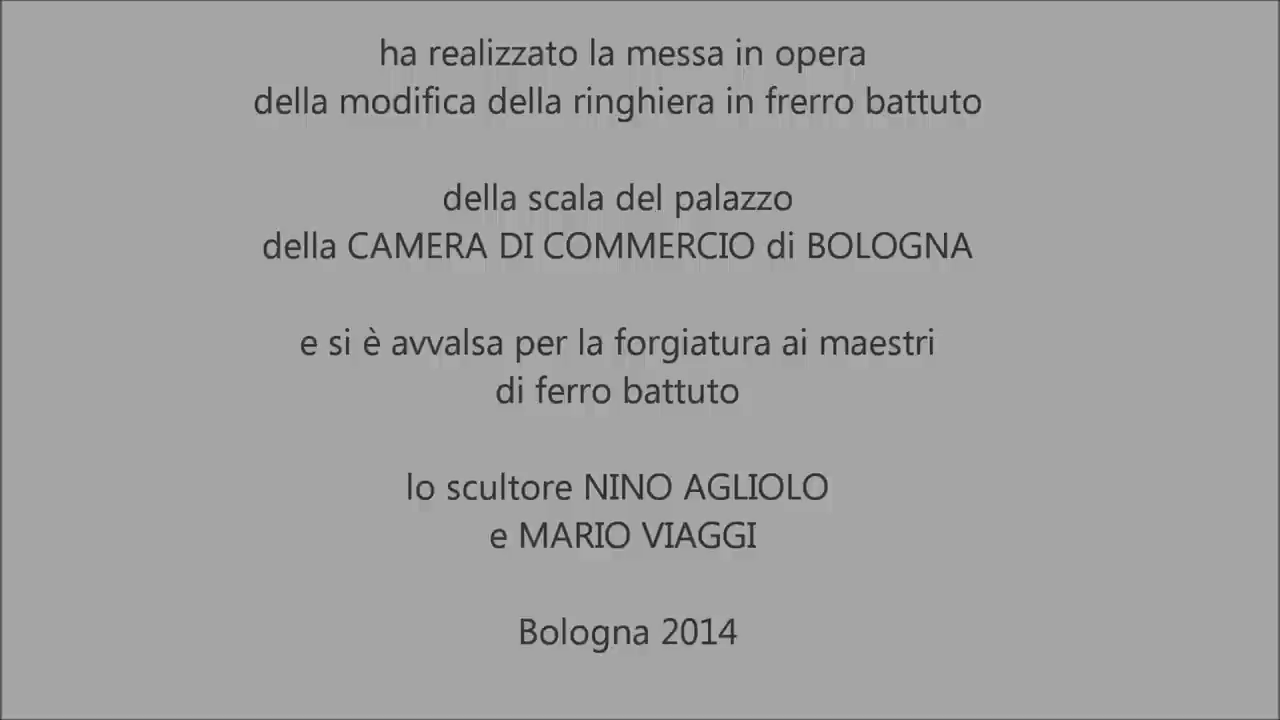 ha realizzato la messa in opera
della modifica della ringhiera in frerro battuto
della scala del palazzo
della CAMERA DI COMMERCIO di BOLOGNA
e si è avvalsa per la forgiatura ai maestri
di ferro battuto
lo scultore NINO AGLIOLO
e MARIO VIAGGI
Bologna 2014